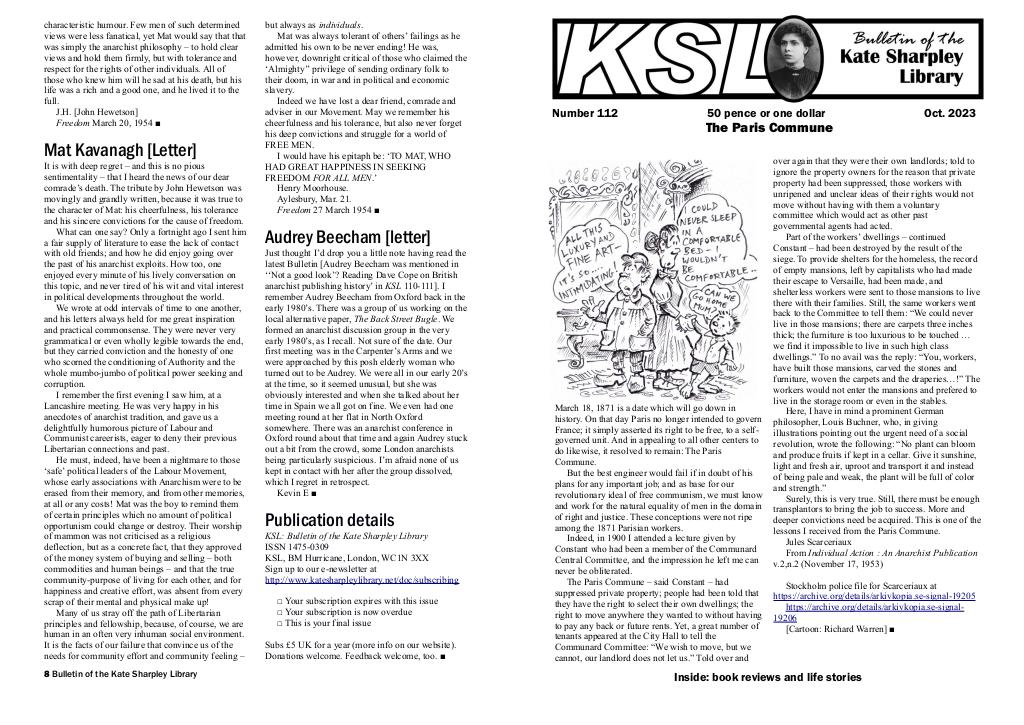 characteristic humour. Few men of such determined
views were less fanatical, yet Mat would say that that
was simply the anarchist philosophy – to hold clear
views and hold them firmly, but with tolerance and
respect for the rights of other individuals. All of
those who knew him will he sad at his death, but his
life was a rich and a good one, and he lived it to the
full.
J.H. [John Hewetson]
Freedom March 20, 1954 ■
Mat Kavanagh [Letter]
It is with deep regret – and this is no pious
sentimentality – that I heard the news of our dear
comrade's death. The tribute by John Hewetson was
movingly and grandly written, because it was true to
the character of Mat: his cheerfulness, his tolerance
and his sincere convictions for the cause of freedom.
What can one say? Only a fortnight ago I sent him
a fair supply of literature to ease the lack of contact
with old friends; and how he did enjoy going over
the past of his anarchist exploits. How too, one
enjoyed every minute of his lively conversation on
this topic, and never tired of his wit and vital interest
in political developments throughout the world.
We wrote at odd intervals of time to one another,
and his letters always held for me great inspiration
and practical commonsense. They were never very
grammatical or even wholly legible towards the end,
but they carried conviction and the honesty of one
who scorned the conditioning of Authority and the
whole mumbo-jumbo of political power seeking and
corruption.
I remember the first evening I saw him, at a
Lancashire meeting. He was very happy in his
anecdotes of anarchist tradition, and gave us a
delightfully humorous picture of Labour and
Communist careerists, eager to deny their previous
Libertarian connections and past.
He must, indeed, have been a nightmare to those
'safe' political leaders of the Labour Movement,
whose early associations with Anarchism were to be
erased from their memory, and from other memories,
at all or any costs! Mat was the boy to remind them
of certain principles which no amount of political
opportunism could change or destroy. Their worship
of mammon was not criticised as a religious
deflection, but as a concrete fact, that they approved
of the money system of buying and selling – both
commodities and human beings – and that the true
community-purpose of living for each other, and for
happiness and creative effort, was absent from every
scrap of their mental and physical make up!
Many of us stray off the path of Libertarian
principles and fellowship, because, of course, we are
human in an often very inhuman social environment.
It is the facts of our failure that convince us of the
needs for community effort and community feeling –
8 Bulletin of the Kate Sharpley Library
but always as individuals.
Mat was always tolerant of others' failings as he
admitted his own to be never ending! He was,
however, downright critical of those who claimed the
'Almighty" privilege of sending ordinary folk to
their doom, in war and in political and economic
slavery.
Indeed we have lost a dear friend, comrade and
adviser in our Movement. May we remember his
cheerfulness and his tolerance, but also never forget
his deep convictions and struggle for a world of
FREE MEN.
I would have his epitaph be: 'TO MAT, WHO
HAD GREAT HAPPINESS IN SEEKING
FREEDOM FOR ALL MEN.'
Henry Moorhouse.
Aylesbury, Mar. 21.
Freedom 27 March 1954 ■
Audrey Beecham [letter]
Just thought I'd drop you a little note having read the
latest Bulletin [Audrey Beecham was mentioned in
''Not a good look'? Reading Dave Cope on British
anarchist publishing history' in KSL 110-111]. I
remember Audrey Beecham from Oxford back in the
early 1980's. There was a group of us working on the
local alternative paper, The Back Street Bugle. We
formed an anarchist discussion group in the very
early 1980's, as I recall. Not sure of the date. Our
first meeting was in the Carpenter's Arms and we
were approached by this posh elderly woman who
turned out to be Audrey. We were all in our early 20's
at the time, so it seemed unusual, but she was
obviously interested and when she talked about her
time in Spain we all got on fine. We even had one
meeting round at her flat in North Oxford
somewhere. There was an anarchist conference in
Oxford round about that time and again Audrey stuck
out a bit from the crowd, some London anarchists
being particularly suspicious. I'm afraid none of us
kept in contact with her after the group dissolved,
which I regret in retrospect.
Kevin E ■
Publication details
KSL: Bulletin of the Kate Sharpley Library
ISSN 1475-0309
KSL, BM Hurricane, London, WC1N 3XX
Sign up to our e-newsletter at
http://www.katesharpleylibrary.net/doc/subscribing
□ Your subscription expires with this issue
□ Your subscription is now overdue
□ This is your final issue
Subs £5 UK for a year (more info on our website).
Donations welcome. Feedback welcome, too. ■
KSL
Bulletin of the
Kate Sharpley
Library
Number 112 50 pence or one dollar Oct. 2023
The Paris Commune
ALL THIS
LUXURY AND
FINE ART –
IT'S SO....
INTIMIDATING!
COULD
NEVER SLEEP
IN A
COMFORTABLE
BED – I
WOULDN'T
BE
COMFORTABLE..
CAN WE
GO HOME
MUM?
March 18, 1871 is a date which will go down in
history. On that day Paris no longer intended to govern
France; it simply asserted its right to be free, to a self-
governed unit. And in appealing to all other centers to
do likewise, it resolved to remain: The Paris
Commune.
But the best engineer would fail if in doubt of his
plans for any important job; and as base for our
revolutionary ideal of free communism, we must know
and work for the natural equality of men in the domain
of right and justice. These conceptions were not ripe
among the 1871 Parisian workers.
Indeed, in 1900 I attended a lecture given by
Constant who had been a member of the Communard
Central Committee, and the impression he left me can
never be obliterated.
The Paris Commune – said Constant – had
suppressed private property; people had been told that
they have the right to select their own dwellings; the
right to move anywhere they wanted to without having
to pay any back or future rents. Yet, a great number of
tenants appeared at the City Hall to tell the
Communard Committee: "We wish to move, but we
cannot, our landlord does not let us." Told over and
over again that they were their own landlords; told to
ignore the property owners for the reason that private
property had been suppressed, those workers with
unripened and unclear ideas of their rights would not
move without having with them a voluntary
committee which would act as other past
governmental agents had acted.
Part of the workers' dwellings – continued
Constant – had been destroyed by the result of the
siege. To provide shelters for the homeless, the record
of empty mansions, left by capitalists who had made
their escape to Versaille, had been made, and
shelterless workers were sent to those mansions to live
there with their families. Still, the same workers went
back to the Committee to tell them: "We could never
live in those mansions; there are carpets three inches
thick; the furniture is too luxurious to be touched …
we find it impossible to live in such high class
dwellings." To no avail was the reply: "You, workers,
have built those mansions, carved the stones and
furniture, woven the carpets and the draperies…!" The
workers would not enter the mansions and prefered to
live in the storage room or even in the stables.
Here, I have in mind a prominent German
philosopher, Louis Buchner, who, in giving
illustrations pointing out the urgent need of a social
revolution, wrote the following: "No plant can bloom
and produce fruits if kept in a cellar. Give it sunshine,
light and fresh air, uproot and transport it and instead
of being pale and weak, the plant will be full of color
and strength."
Surely, this is very true. Still, there must be enough
transplantors to bring the job to success. More and
deeper convictions need be acquired. This is one of the
lessons I received from the Paris Commune.
Jules Scarceriaux
From Individual Action : An Anarchist Publication
v.2,n.2 (November 17, 1953)
Stockholm police file for Scarceriaux at
https://archive.org/details/arkivkopia.se-signal-19205
https://archive.org/details/arkivkopia.se-signal-
19206
[Cartoon: Richard Warren] ■
Inside: book reviews and life stories